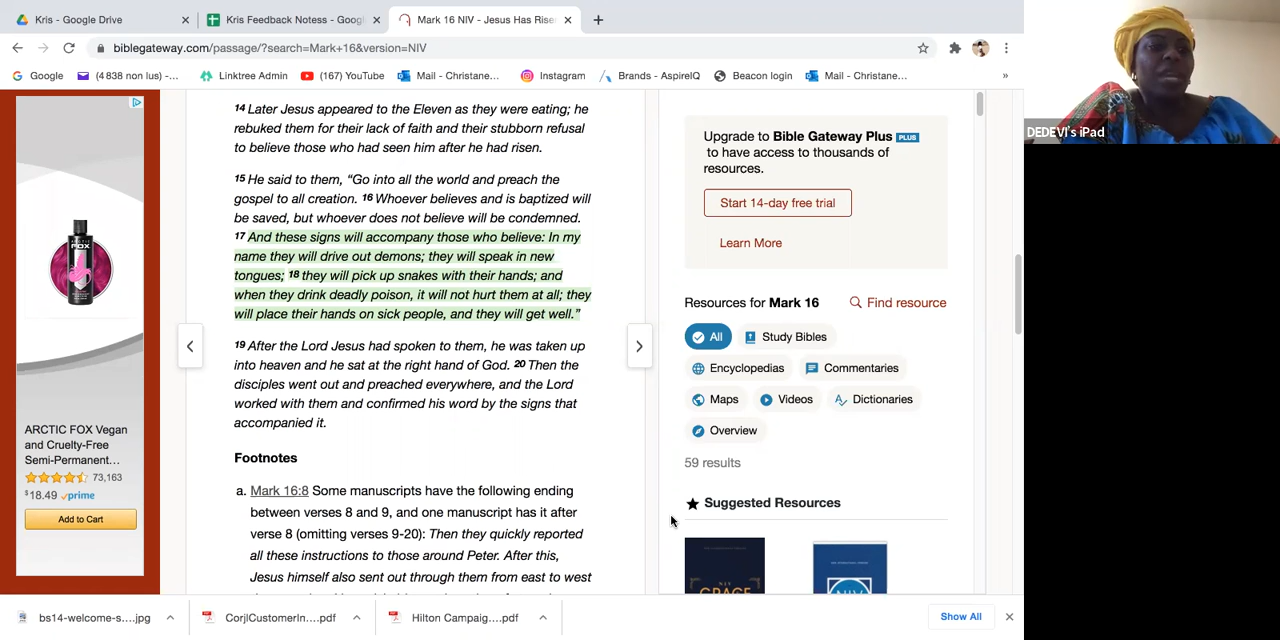 Kris - Google Drive
Kris Feedback Notess - Goog
Mark 16 NIV - Jesus Has Rise
biblegateway.com/passage/?search=Mark+16&version=NIV
Google
(4 838 non lus) -...
Linktree Admin
(167) YouTube
Mail - Christane...
Instagram
Brands - AspireIQ
Beacon login
Mail - Christane...
»
14 Later Jesus appeared to the Eleven as they were eating; he
rebuked them for their lack of faith and their stubborn refusal
to believe those who had seen him after he had risen.
15 He said to them, “Go into all the world and preach the
gospel to all creation. 16 Whoever believes and is baptized will
be saved, but whoever does not believe will be condemned.
17 And these signs will accompany those who believe: In my
name they will drive out demons; they will speak in new
tongues; 18 they will pick up snakes with their hands; and
when they drink deadly poison, it will not hurt them at all; they
will place their hands on sick people, and they will get well.”
19 After the Lord Jesus had spoken to them, he was taken up
into heaven and he sat at the right hand of God. 20 Then the
disciples went out and preached everywhere, and the Lord
worked with them and confirmed his word by the signs that
accompanied it.
Footnotes
a. Mark 16:8 Some manuscripts have the following ending
between verses 8 and 9, and one manuscript has it after
verse 8 (omitting verses 9-20): Then they quickly reported
all these instructions to those around Peter. After this,
Jesus himself also sent out through them from east to west
FOX
ARCTIC FOX Vegan
and Cruelty-Free
Semi-Permanent...
73,163
$18.49 prime
Add to Cart
Upgrade to Bible Gateway Plus PLUS
to have access to thousands of
resources.
Start 14-day free trial
Learn More
Resources for Mark 16
Find resource
All
Study Bibles
Encyclopedias
Commentaries
Maps
Videos
Dictionaries
Overview
59 results
Suggested Resources
NIV
GRACE
NIV
DEDEVI's iPad
bs14-welcome-s....jpg
CorjlCustomerIn....pdf
Hilton Campaig....pdf
Show All